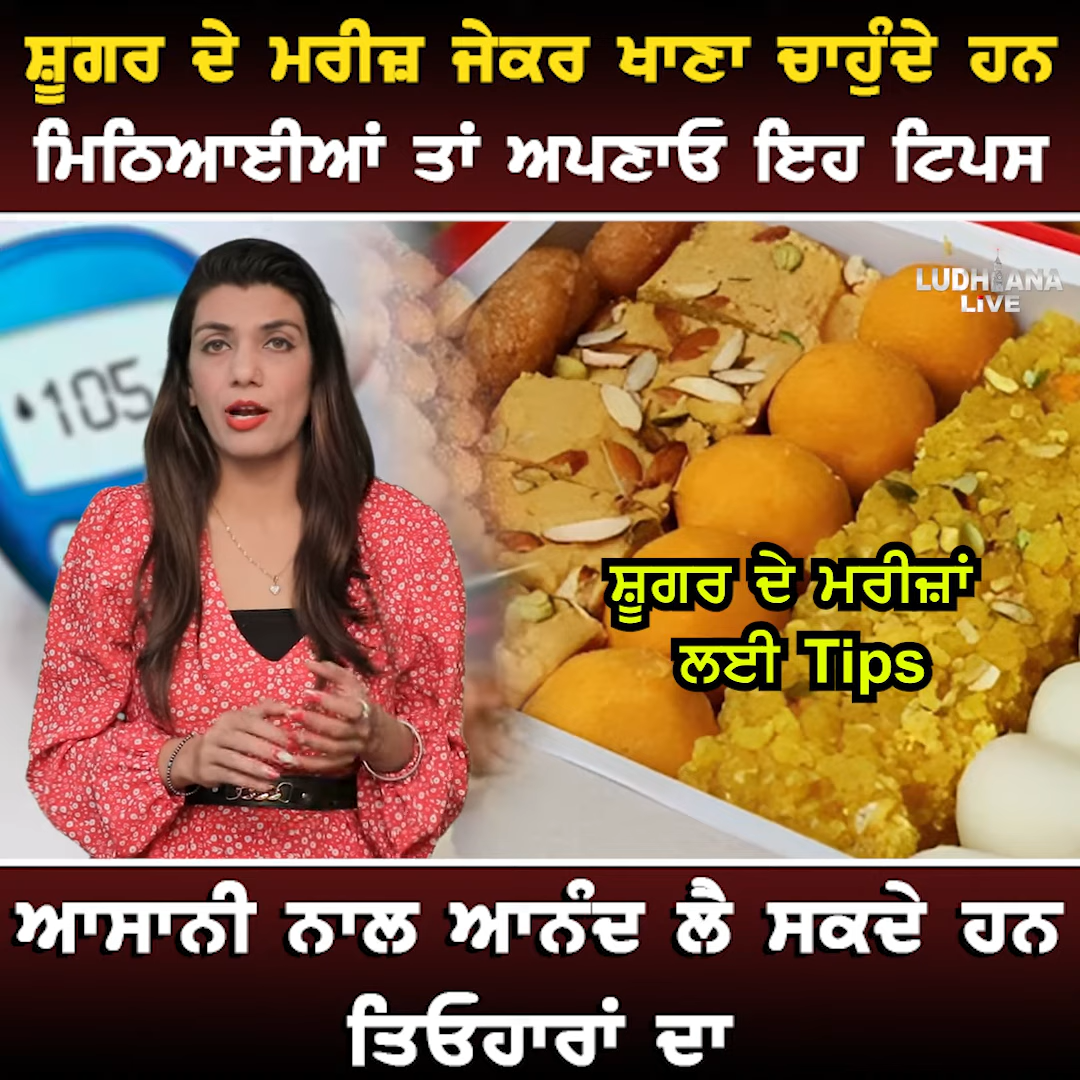 ਸ਼ੂਗਰ ਦੇ ਮਰੀਜ਼ ਜੇਕਰ ਖਾਣਾ ਚਾਹੁੰਦੇ ਹਨ
ਮਿਠਿਆਈਆਂ ਤਾਂ ਅਪਣਾਓ ਇਹ ਟਿਪਸ
LUDHIANA
LiVE
105
ਸ਼ੂਗਰ ਦੇ ਮਰੀਜ਼ਾਂ
ਲਈ Tips
ਆਸਾਨੀ ਨਾਲ ਆਨੰਦ ਲੈ ਸਕਦੇ ਹਨ
ਤਿਓਹਾਰਾਂ ਦਾ